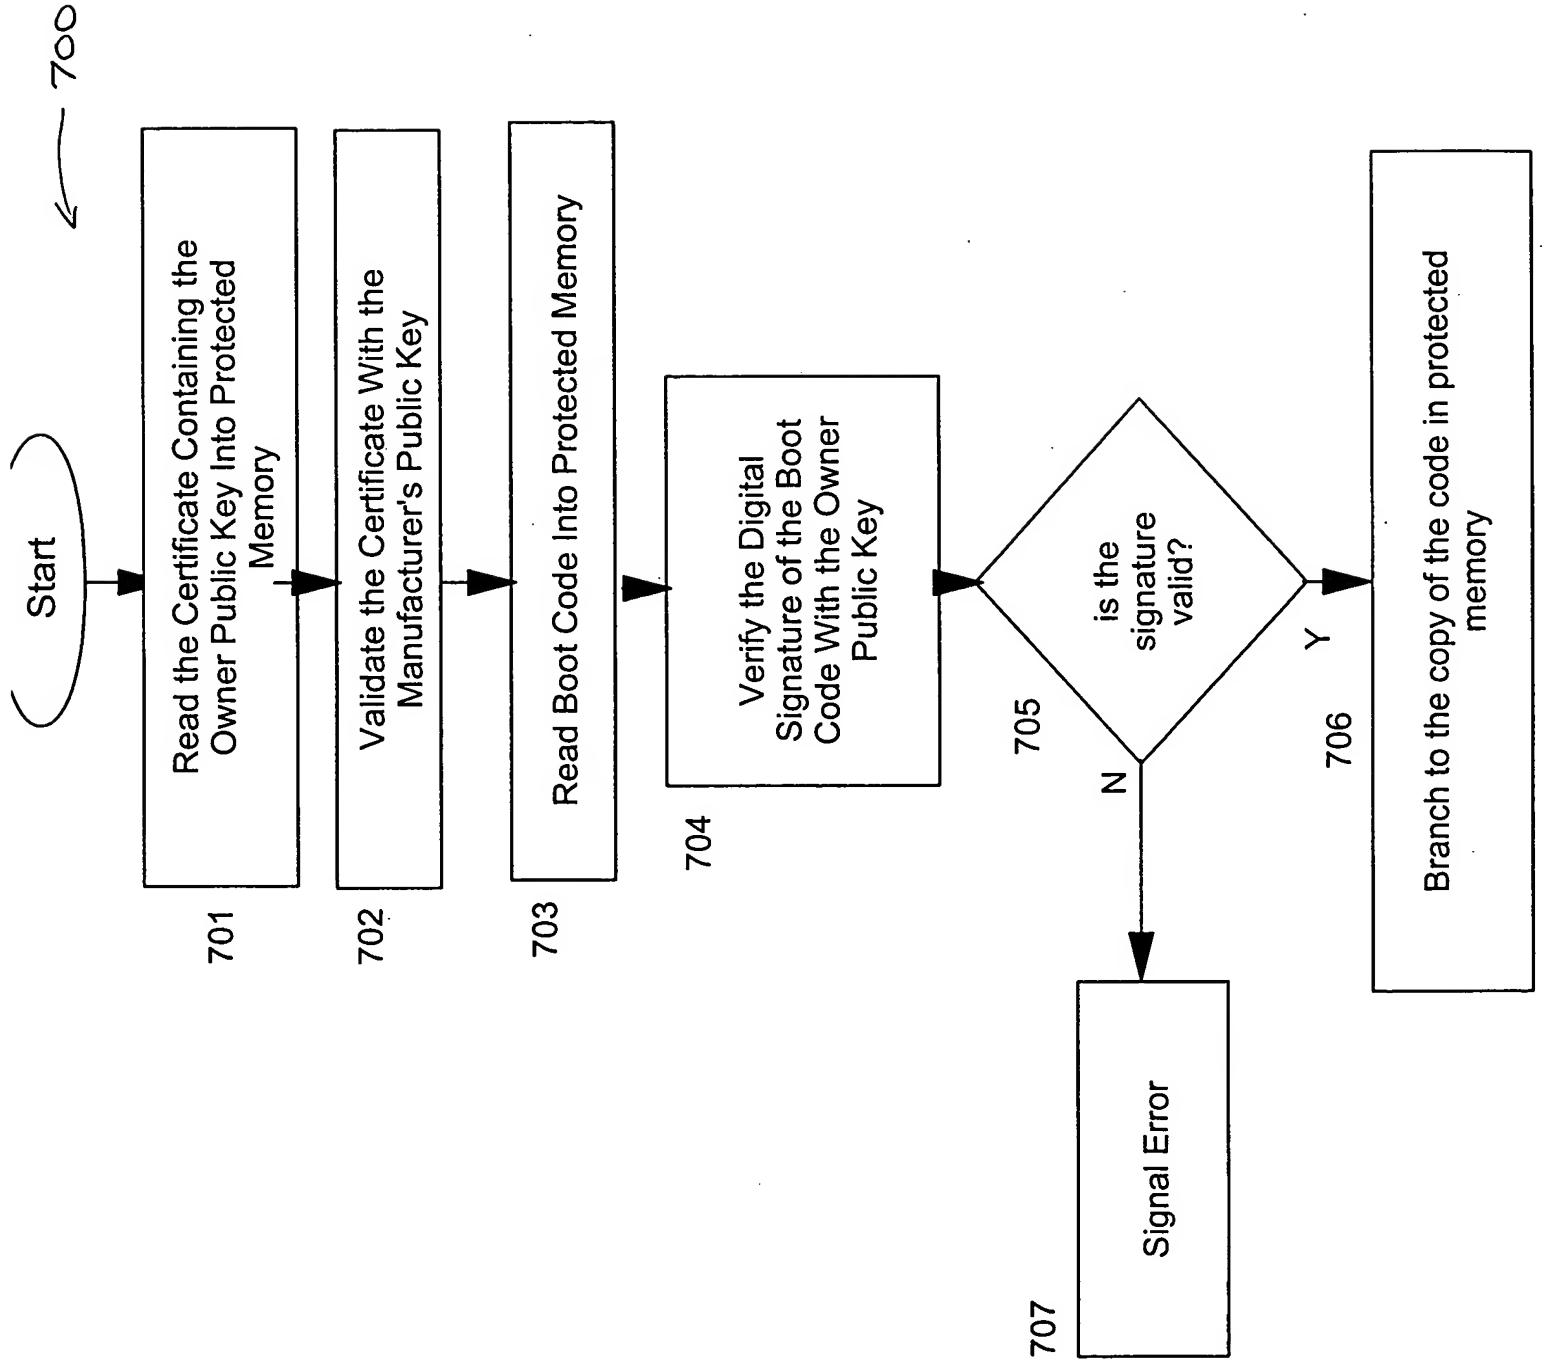 700
Start
701
Read the Certificate Containing the
Owner Public Key Into Protected
Memory
702
Validate the Certificate With the
Manufacturer's Public Key
703
Read Boot Code Into Protected Memory
704
Verify the Digital
Signature of the Boot
Code With the Owner
Public Key
705
is the
signature
valid?
N
Y
707
Signal Error
706
Branch to the copy of the code in protected
memory